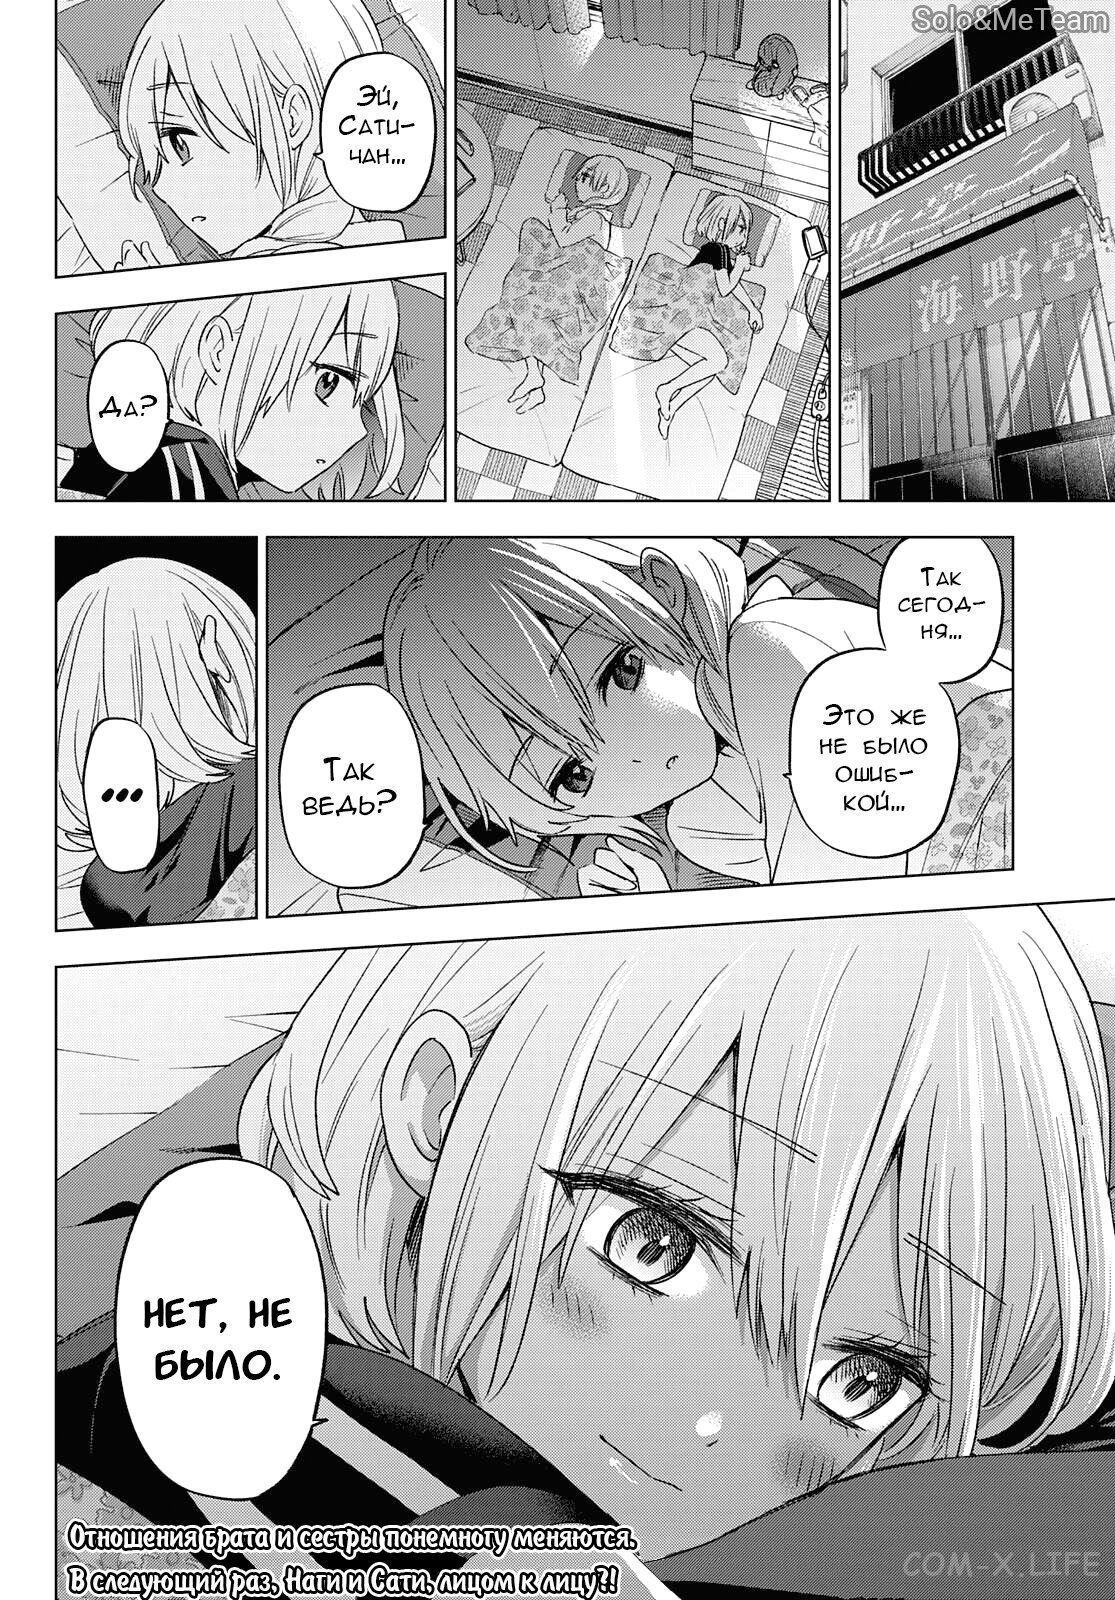 Solo&MeTeam
海野亭
Эй,
Сати-
чан...
Да?
Так
сегод-
ня...
Это же
не было
ошиб-
кой...
Так
ведь?
...
НЕТ, НЕ
БЫЛО.
Отношения брата и сестры понемногу меняются.
В следующий раз, Наги и Сати, лицом к лицу?!
COM-X.LIFE